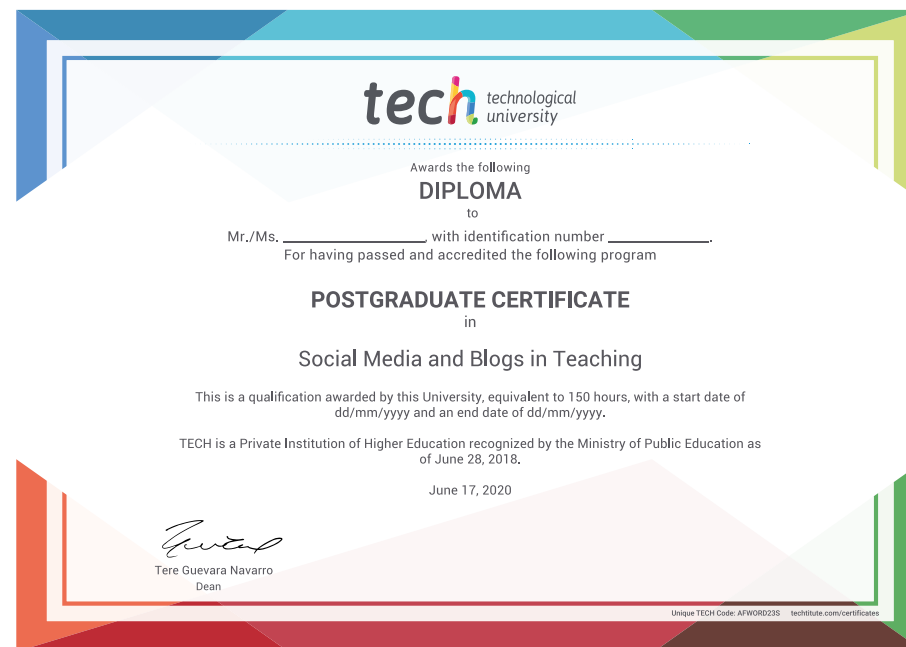 tech technological
university
Awards the following
DIPLOMA
to
Mr./Ms. ____________________, with identification number ______________.
For having passed and accredited the following program
POSTGRADUATE CERTIFICATE
in
Social Media and Blogs in Teaching
This is a qualification awarded by this University, equivalent to 150 hours, with a start date of
dd/mm/yyyy and an end date of dd/mm/yyyy.
TECH is a Private Institution of Higher Education recognized by the Ministry of Public Education as
of June 28, 2018.
June 17, 2020
Tere Guevara Navarro
Dean
Unique TECH Code: AFWORD23S techtitute.com/certificates